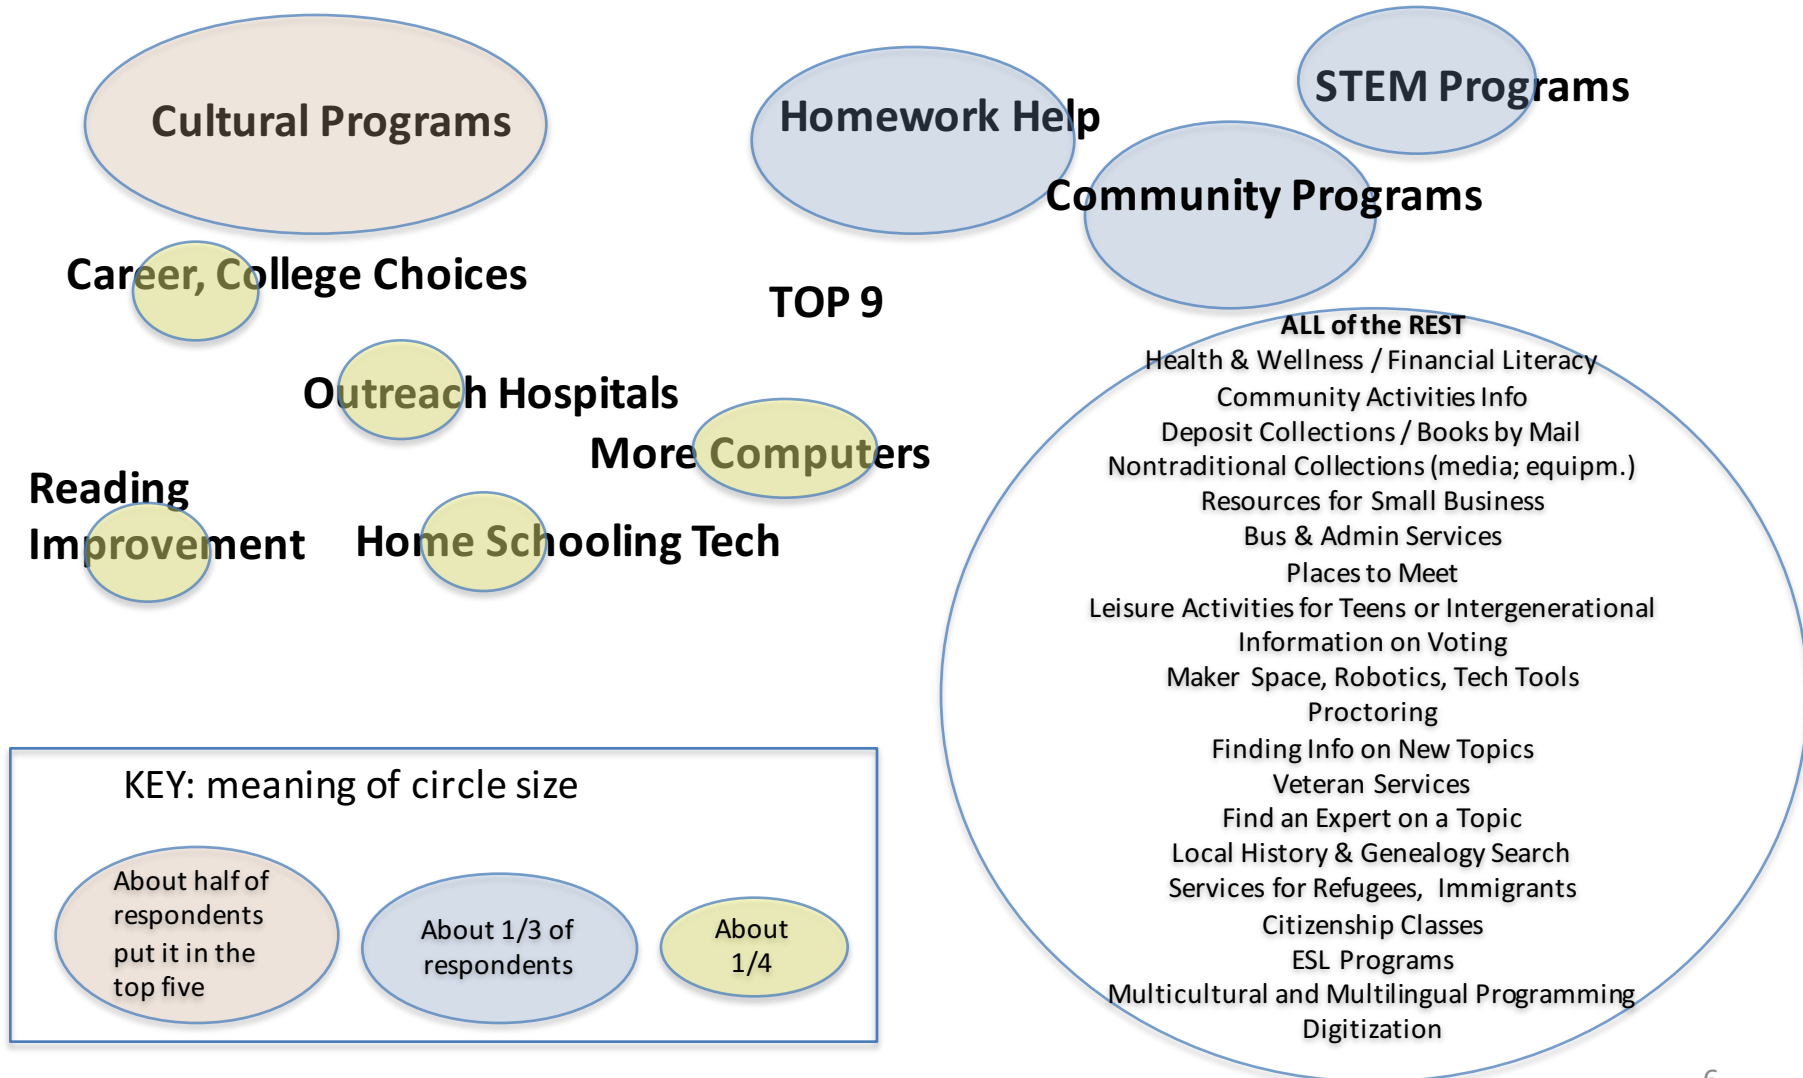 Cultural Programs
Homework Help
STEM Programs
Community Programs
Career, College Choices
TOP 9
Outreach Hospitals
More Computers
Reading
Improvement
Home Schooling Tech
ALL of the REST
Health & Wellness / Financial Literacy
Community Activities Info
Deposit Collections / Books by Mail
Nontraditional Collections (media; equipm.)
Resources for Small Business
Bus & Admin Services
Places to Meet
Leisure Activities for Teens or Intergenerational
Information on Voting
Maker Space, Robotics, Tech Tools
Proctoring
Finding Info on New Topics
Veteran Services
Find an Expert on a Topic
Local History & Genealogy Search
Services for Refugees, Immigrants
Citizenship Classes
ESL Programs
Multicultural and Multilingual Programming
Digitization
KEY: meaning of circle size
About half of
respondents
put it in the
top five
About 1/3 of
respondents
About
1/4